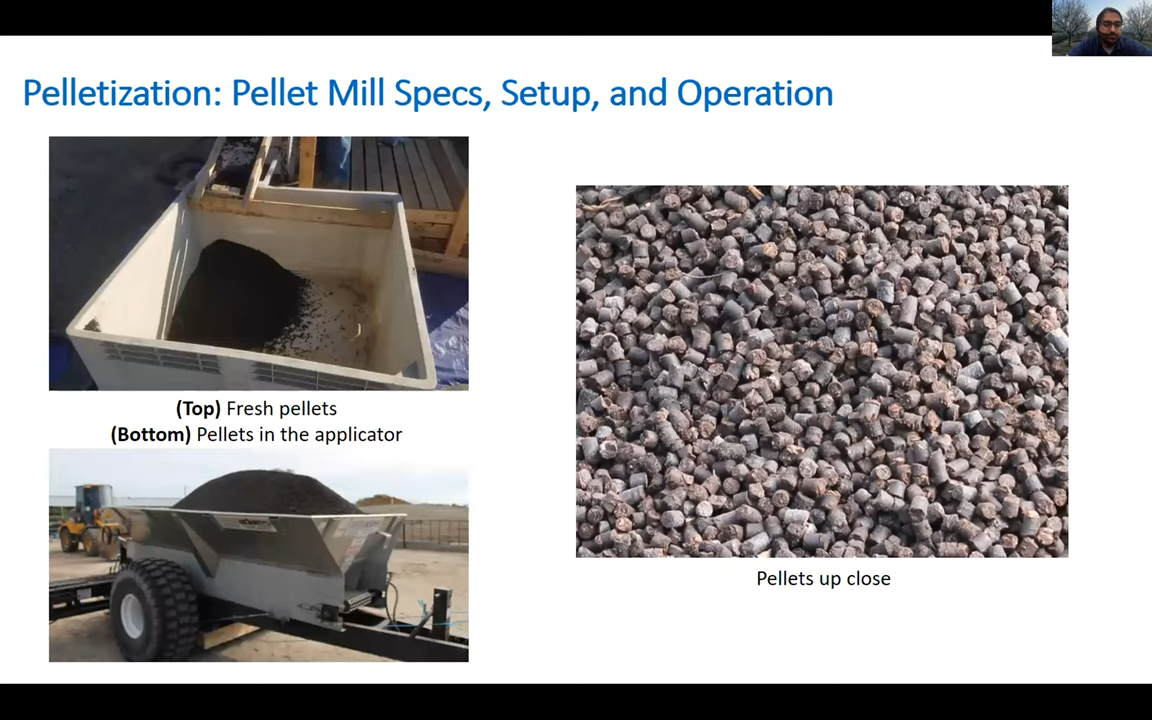 Pelletization: Pellet Mill Specs, Setup, and Operation
(Top) Fresh pellets
(Bottom) Pellets in the applicator
Pellets up close